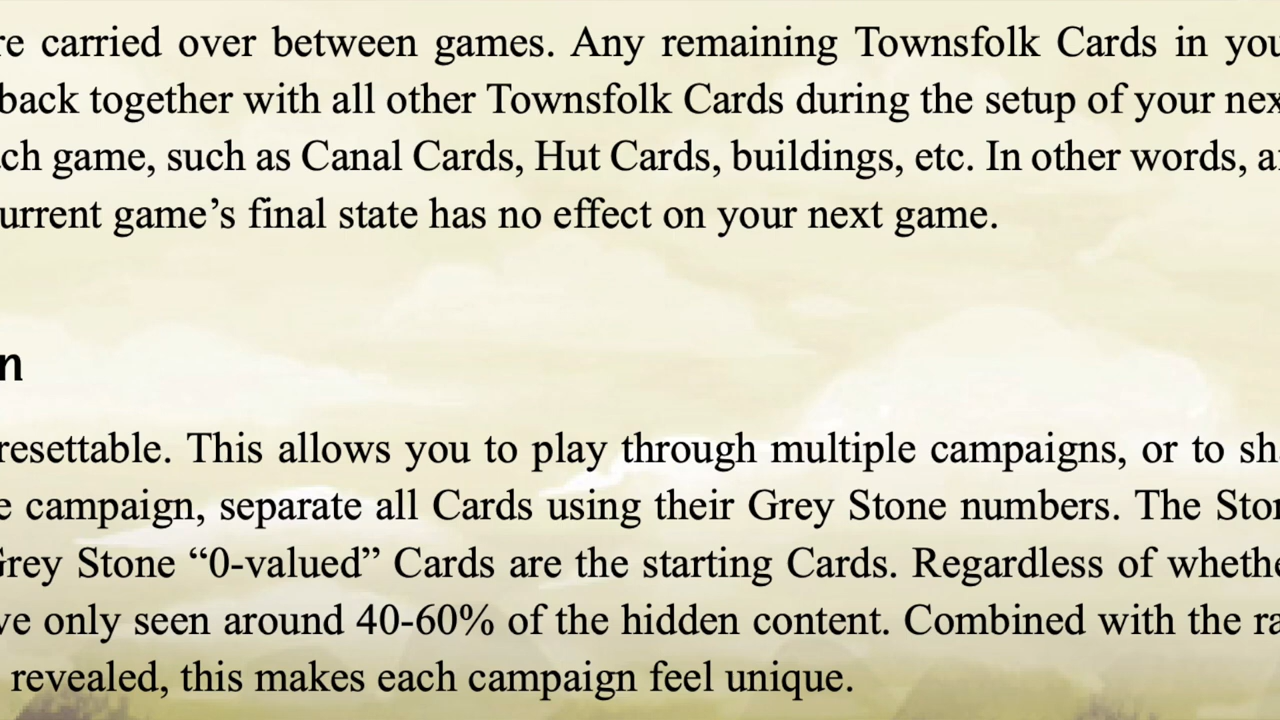 re carried over between games. Any remaining Townsfolk Cards in you
back together with all other Townsfolk Cards during the setup of your nex
ch game, such as Canal Cards, Hut Cards, buildings, etc. In other words, a
urrent game’s final state has no effect on your next game.
n
resettable. This allows you to play through multiple campaigns, or to sh
e campaign, separate all Cards using their Grey Stone numbers. The Stor
Grey Stone “0-valued” Cards are the starting Cards. Regardless of whethe
ve only seen around 40-60% of the hidden content. Combined with the ra
revealed, this makes each campaign feel unique.